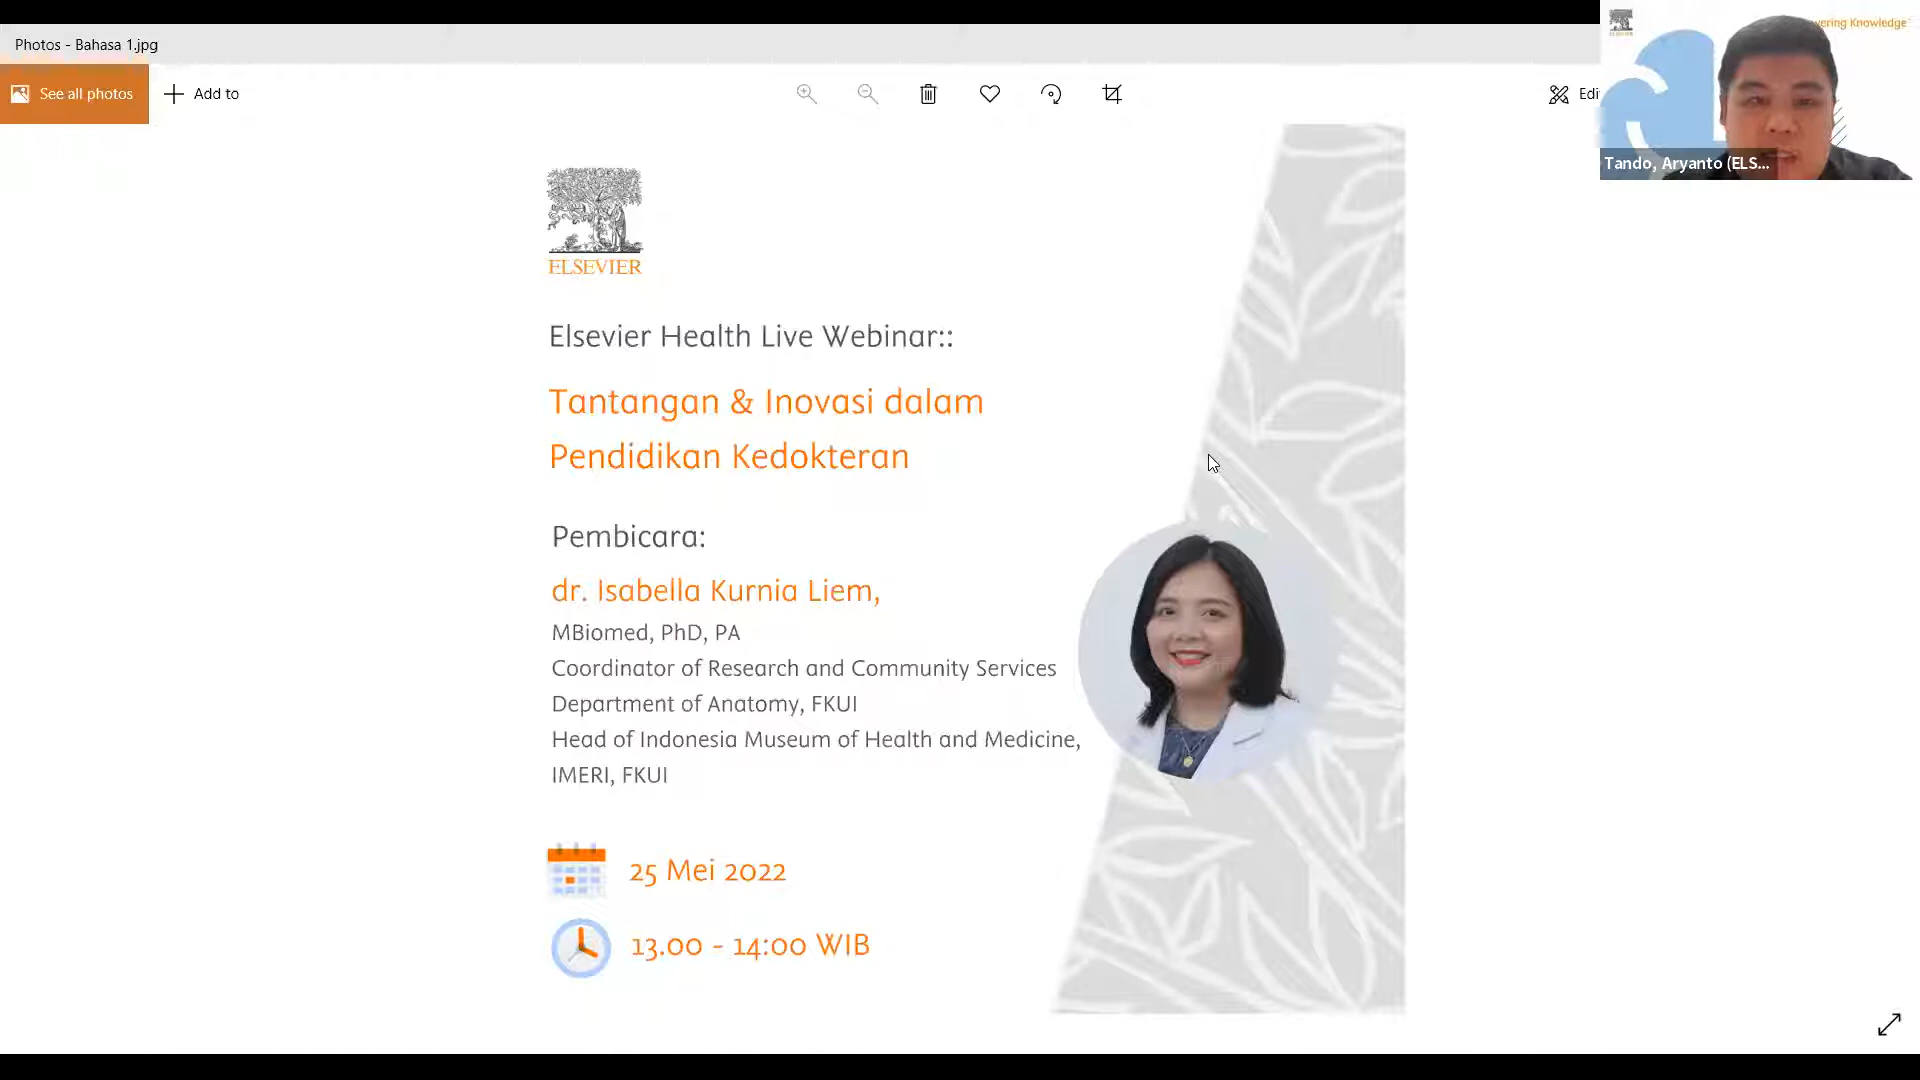 Photos - Bahasa 1.jpg
See all photos
Add to
ELSEVIER
Elsevier Health Live Webinar::
Tantangan & Inovasi dalam
Pendidikan Kedokteran
Pembicara:
dr. Isabella Kurnia Liem,
MBiomed, PhD, PA
Coordinator of Research and Community Services
Department of Anatomy, FKUI
Head of Indonesia Museum of Health and Medicine,
IMERI, FKUI
25 Mei 2022
13.00 - 14:00 WIB
Knowledge
Tando, Aryanto (ELS...